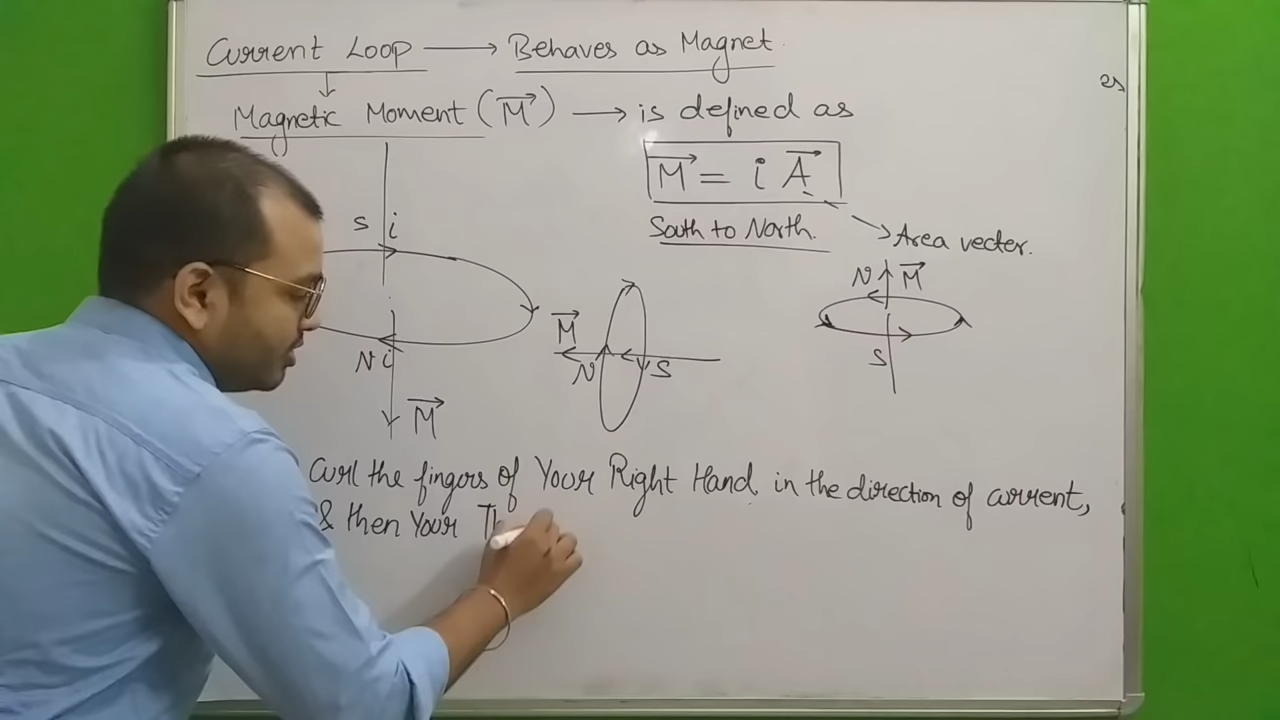 Current Loop → Behaves as Magnet.
Magnetic Moment (M⃗) → is defined as
M⃗ = i A⃗
South to North.
Area vector.
S i
N i
M⃗
M⃗
N S
N M⃗
S
Curl the fingers of Your Right Hand, in the direction of current,
& then Your Th